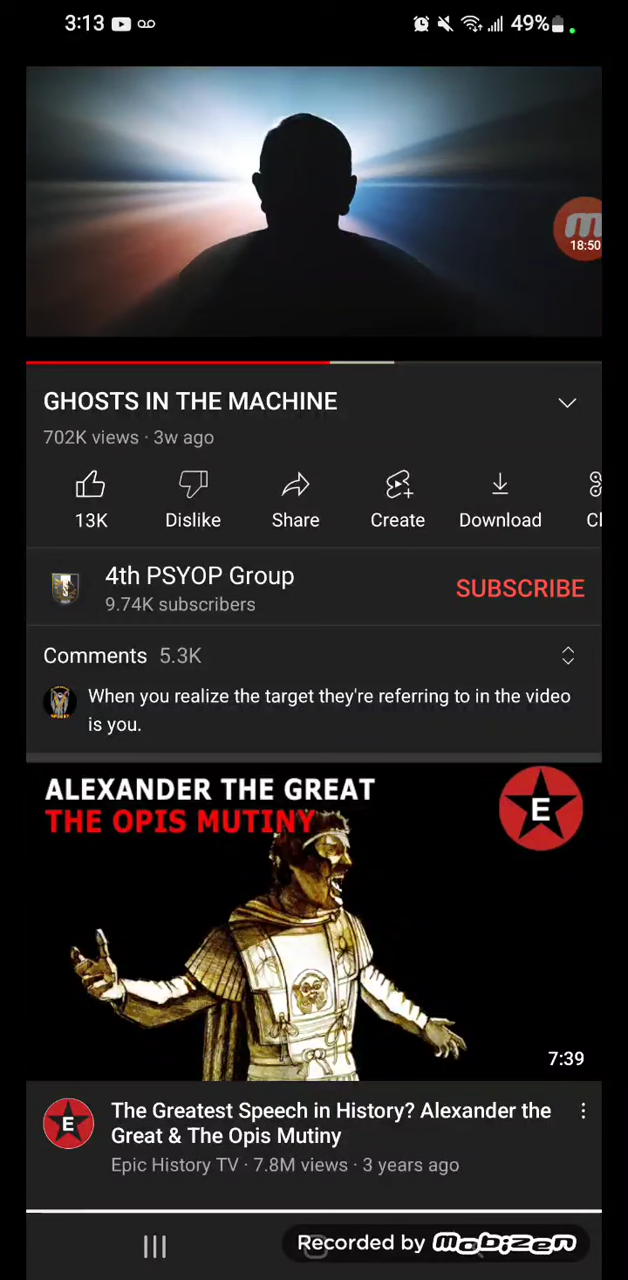 3:13
49%
18:50
GHOSTS IN THE MACHINE
702K views · 3w ago
13K Dislike Share Create Download Cl
4th PSYOP Group
9.74K subscribers
SUBSCRIBE
Comments 5.3K
When you realize the target they're referring to in the video
is you.
ALEXANDER THE GREAT
THE OPIS MUTINY
E
7:39
E
The Greatest Speech in History? Alexander the
Great & The Opis Mutiny
Epic History TV · 7.8M views · 3 years ago
Recorded by mobizen